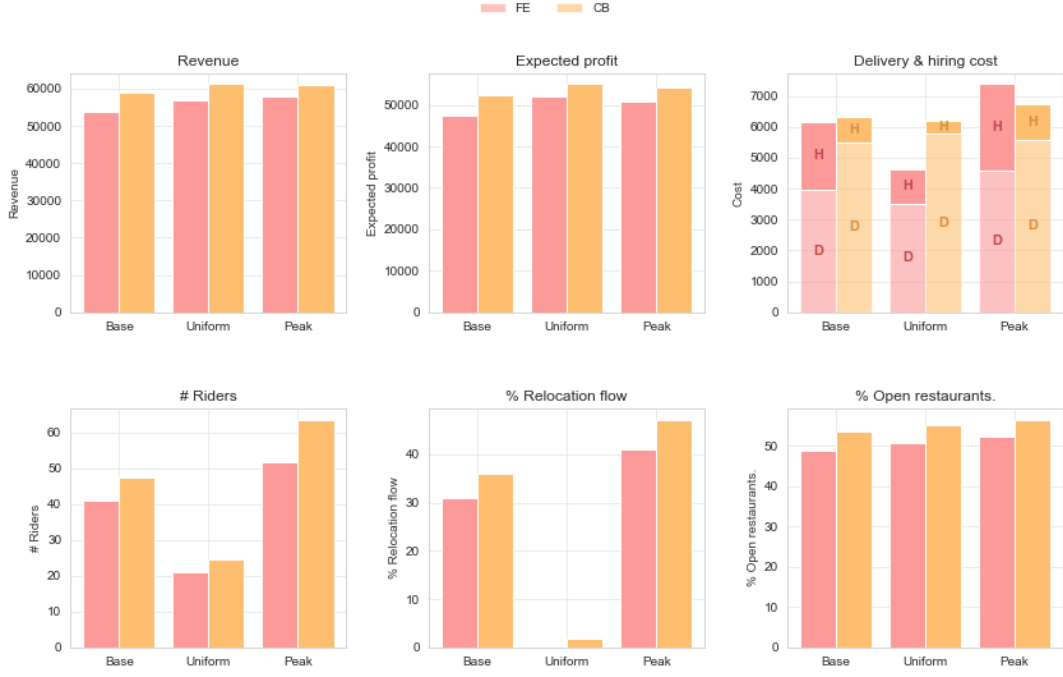 FE CB
Revenue
Revenue
60000
50000
40000
30000
20000
10000
0
Base Uniform Peak
Expected profit
Expected profit
50000
40000
30000
20000
10000
0
Base Uniform Peak
Delivery & hiring cost
Cost
7000
6000
5000
4000
3000
2000
1000
0
H H H H H H
D D D D D D
Base Uniform Peak
# Riders
# Riders
60
50
40
30
20
10
0
Base Uniform Peak
% Relocation flow
% Relocation flow
40
30
20
10
0
Base Uniform Peak
% Open restaurants.
% Open restaurants.
50
40
30
20
10
0
Base Uniform Peak